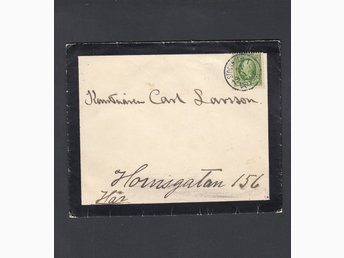 Konstnären Carl Larsson.
Hornsgatan 156
Här